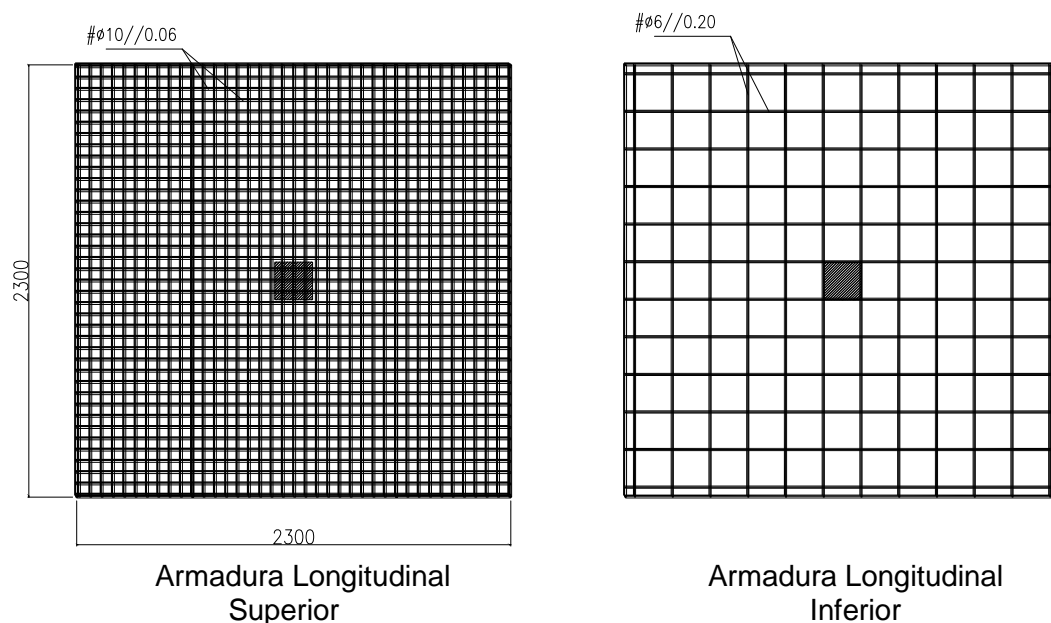 #ø10//0.06
#ø6//0.20
2300
2300
Armadura Longitudinal
Superior
Armadura Longitudinal
Inferior